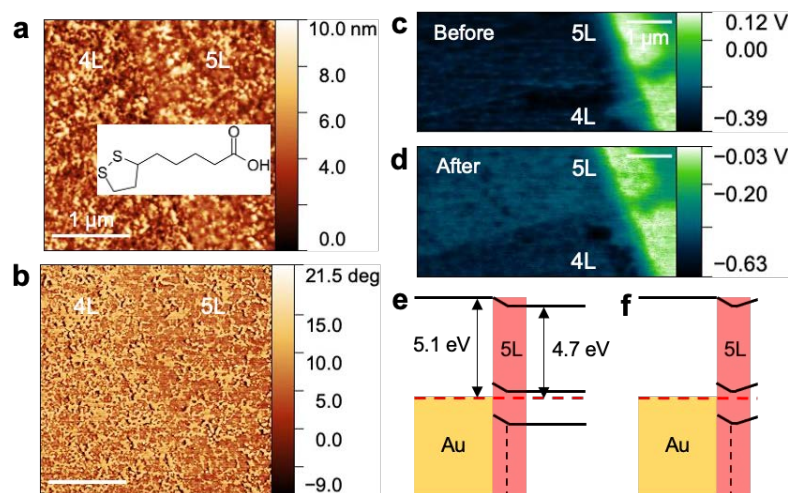 a
4L 5L
S
S
O
OH
1 μm
10.0 nm
8.0
6.0
4.0
2.0
0.0
b
4L 5L
21.5 deg
15.0
10.0
5.0
0.0
−9.0
c
Before
5L
4L
1 μm
0.12 V
0.00
−0.39
d
After
5L
4L
−0.03 V
−0.20
−0.63
e
5.1 eV
5L
4.7 eV
Au
f
5L
Au